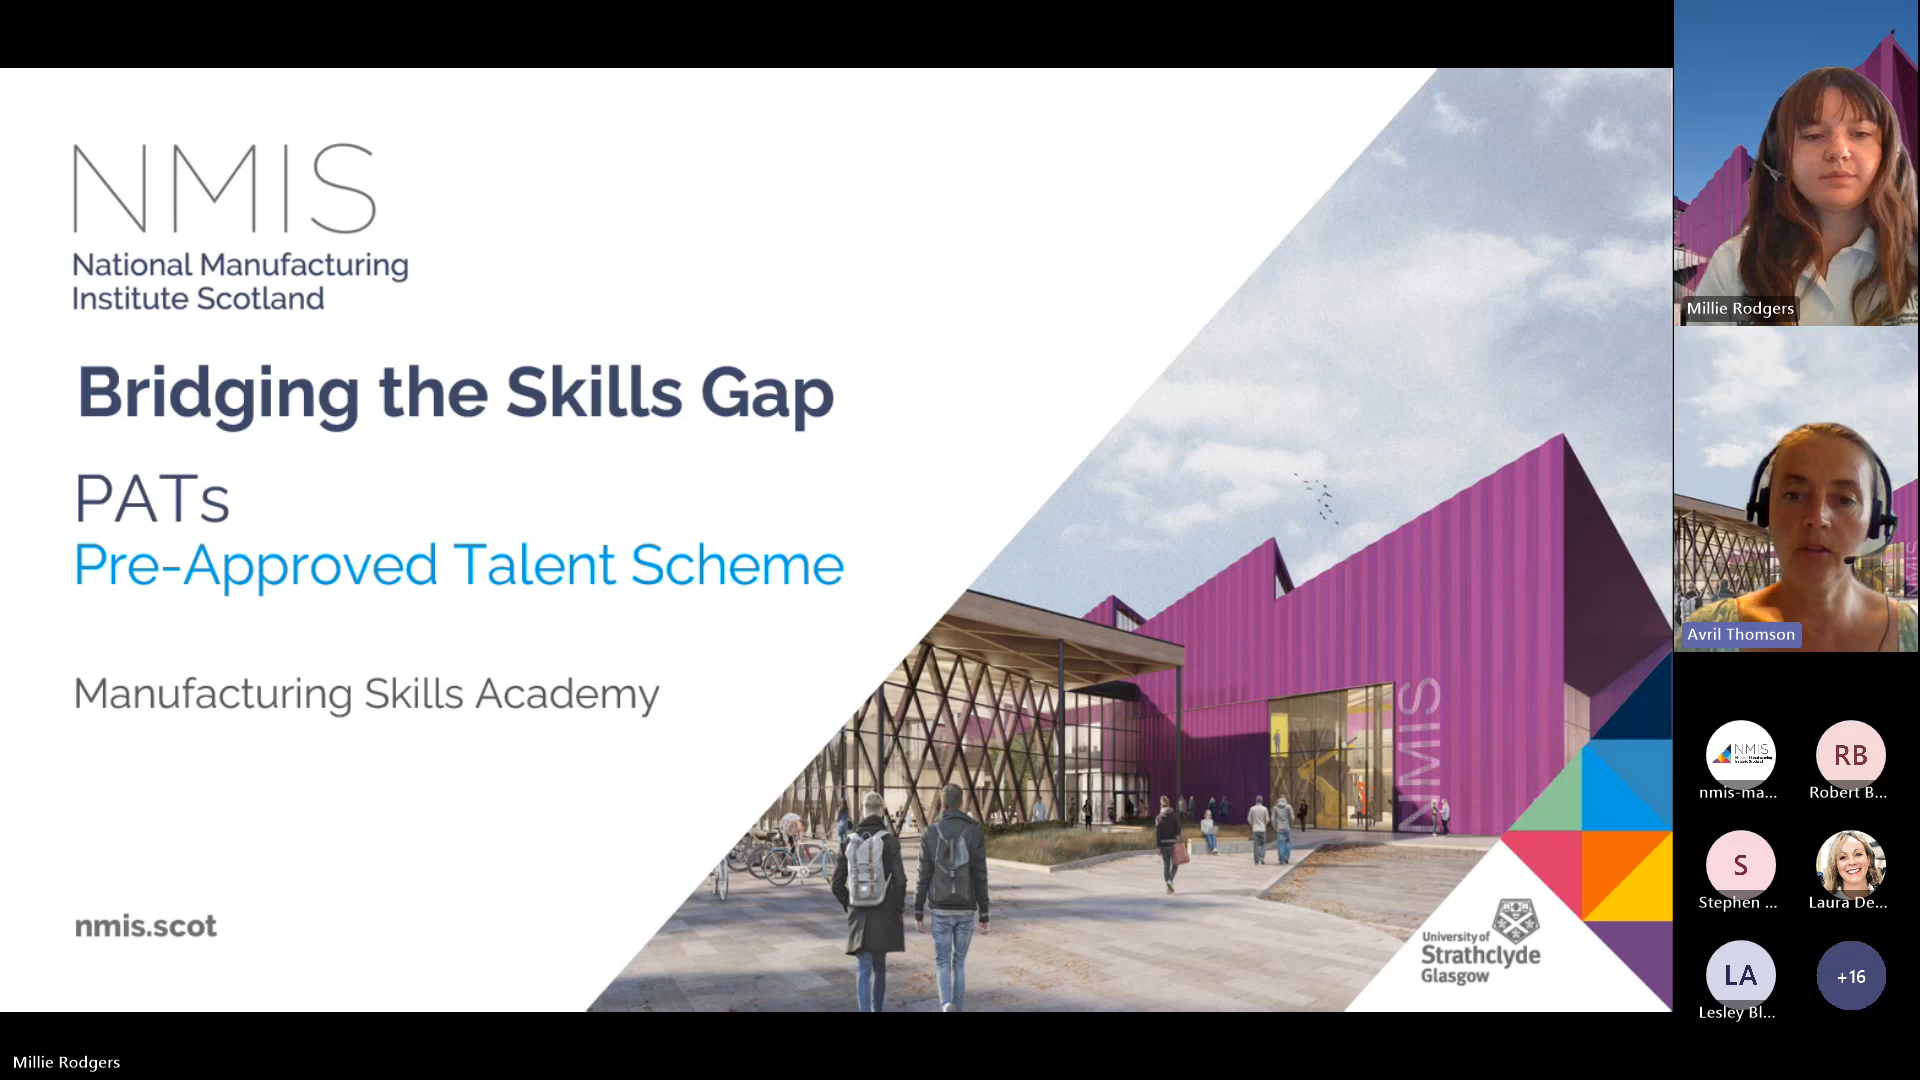 NMIS
National Manufacturing
Institute Scotland
Bridging the Skills Gap
PATs
Pre-Approved Talent Scheme
Manufacturing Skills Academy
nmis.scot
NMIS
University of
Strathclyde
Glasgow
Millie Rodgers
Avril Thomson
NMIS
nmis-ma...
RB
Robert B...
S
Stephen ...
Laura De...
LA
Lesley Bl...
+16
Millie Rodgers